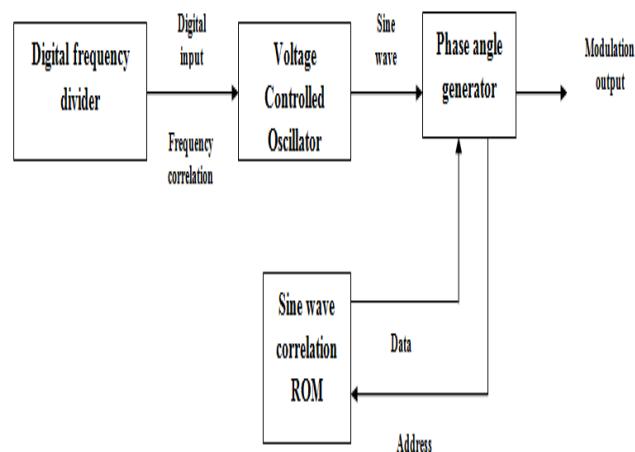 Digital frequency
divider
Digital
input
Frequency
correlation
Voltage
Controlled
Oscillator
Sine
wave
Phase angle
generator
Modulation
output
Sine wave
correlation
ROM
Data
Address